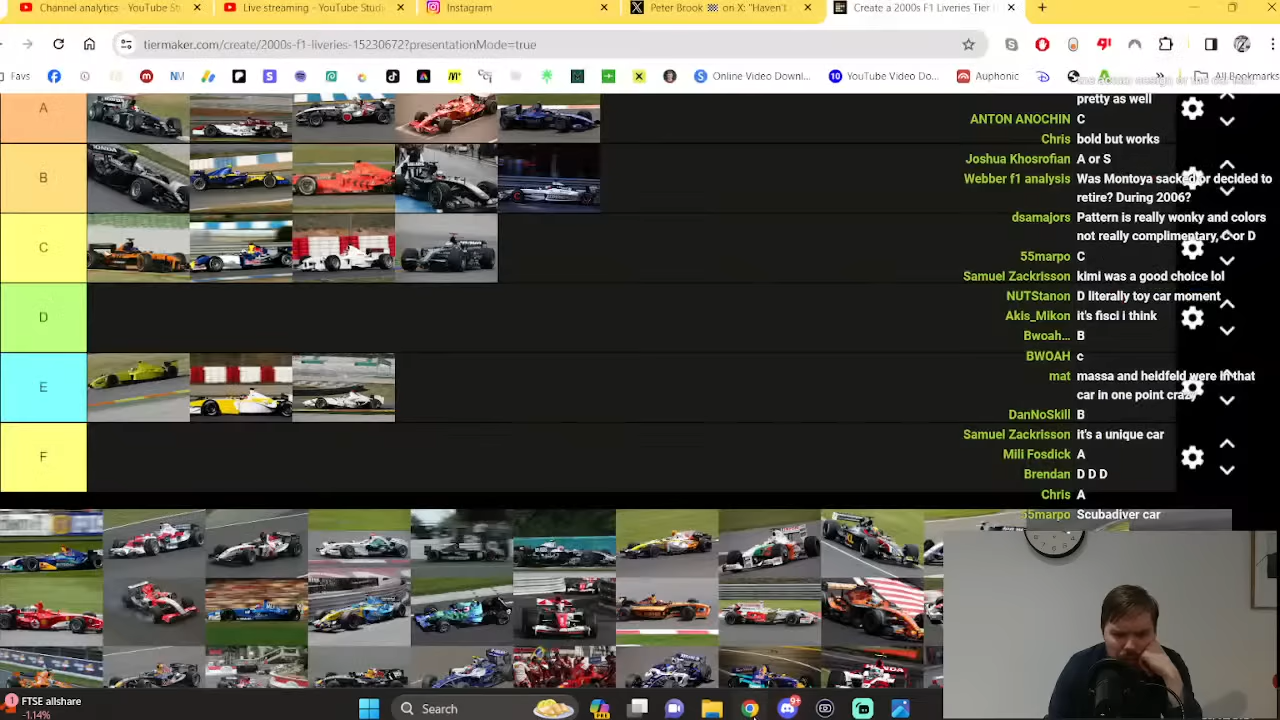 Channel analytics - YouTube St
Live streaming - YouTube Studi
Instagram
Peter Brook on X: "Haven't
Create a 2000s F1 Liveries Tier
tiermaker.com/create/2000s-f1-liveries-15230672?presentationMode=true
Favs
Online Video Downl...
YouTube Video Do...
Auphonic
All Bookmarks
pretty as well
ANTON ANOCHIN C
Chris bold but works
Joshua Khosrofian A or S
Webber f1 analysis Was Montoya sacked or decided to
retire? During 2006?
dsamajors Pattern is really wonky and colors
not really complimentary, C or D
55marpo C
Samuel Zackrisson kimi was a good choice lol
NUTStanon D literally toy car moment
Akis_Mikon it's fisci i think
Bwoah... B
BWOAH c
mat massa and heidfeld were in that
car in one point crazy
DanNoSkill B
Samuel Zackrisson it's a unique car
Mili Fosdick A
Brendan D D D
Chris A
55marpo Scubadiver car
A
B
C
D
E
F
FTSE allshare
-1.14%
Search